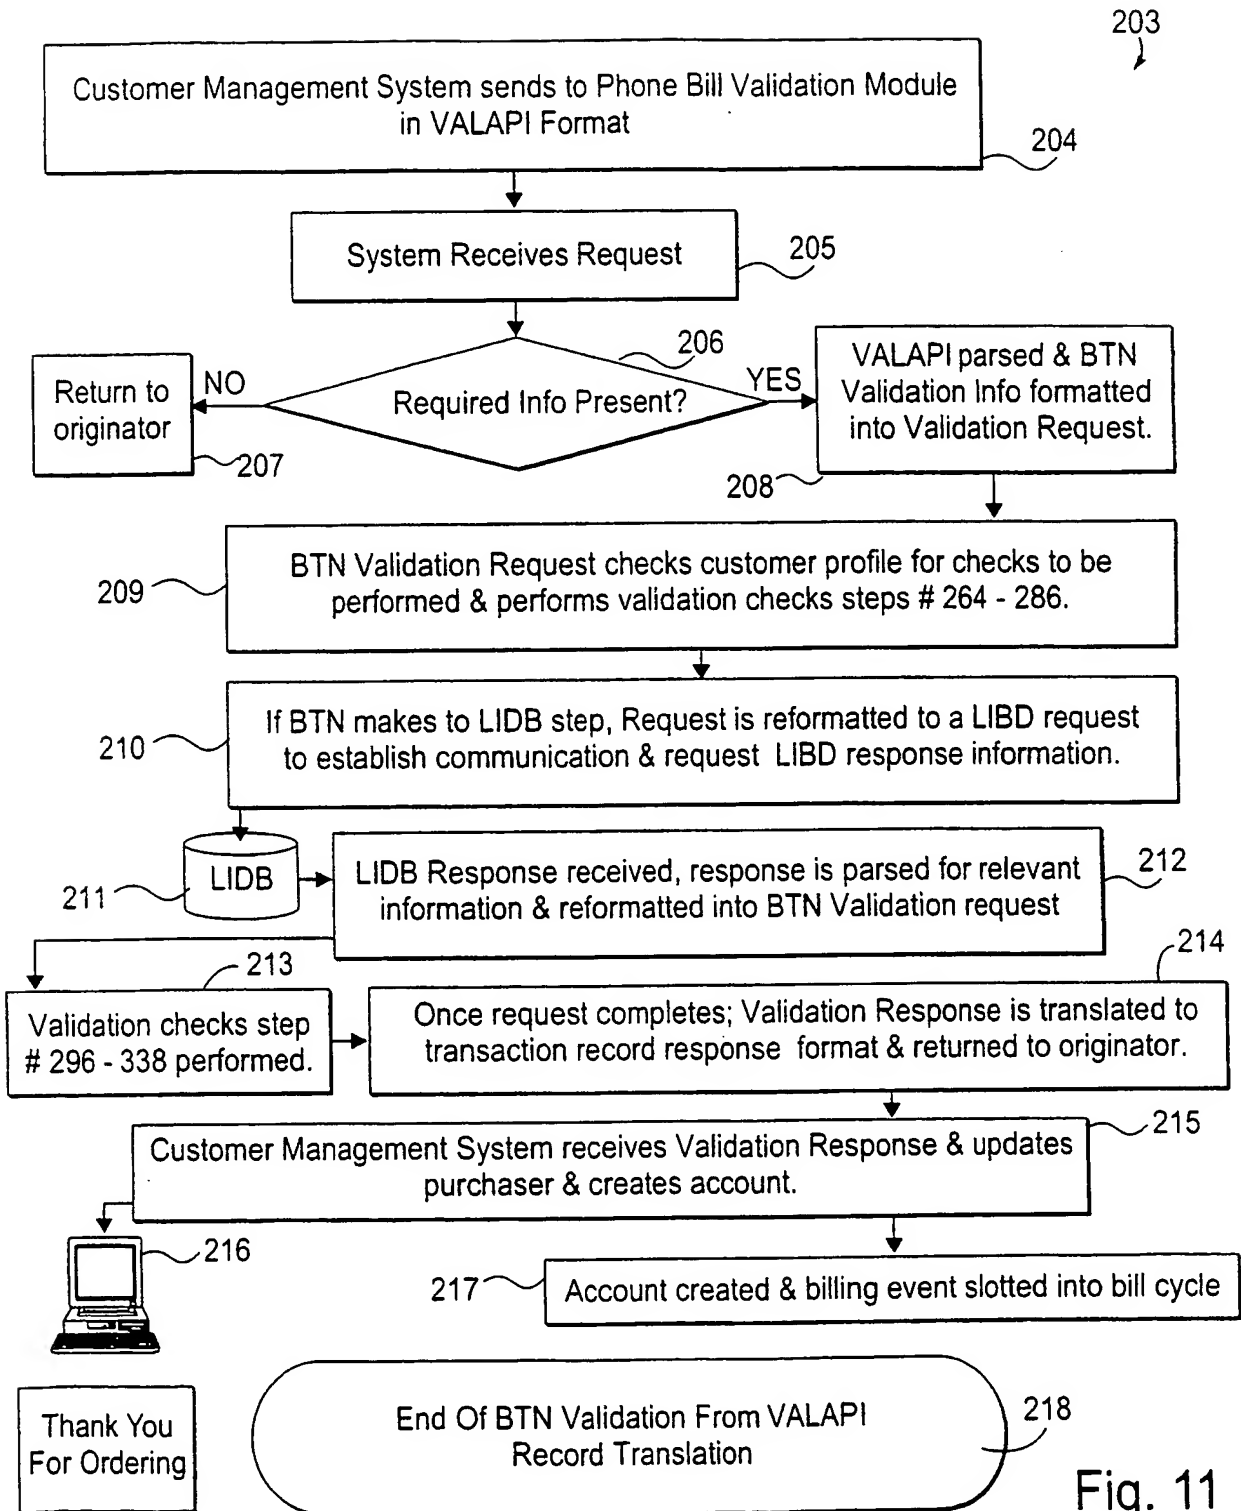 203
Customer Management System sends to Phone Bill Validation Module
in VALAPI Format
204
System Receives Request
205
206
Required Info Present?
NO
YES
Return to
originator
207
VALAPI parsed & BTN
Validation Info formatted
into Validation Request.
208
BTN Validation Request checks customer profile for checks to be
performed & performs validation checks steps # 264 - 286.
209
If BTN makes to LIDB step, Request is reformatted to a LIBD request
to establish communication & request LIBD response information.
210
LIDB
211
LIDB Response received, response is parsed for relevant
information & reformatted into BTN Validation request
212
213
Validation checks step
# 296 - 338 performed.
214
Once request completes; Validation Response is translated to
transaction record response format & returned to originator.
215
Customer Management System receives Validation Response & updates
purchaser & creates account.
216
217
Account created & billing event slotted into bill cycle
Thank You
For Ordering
End Of BTN Validation From VALAPI
Record Translation
218
Fig. 11